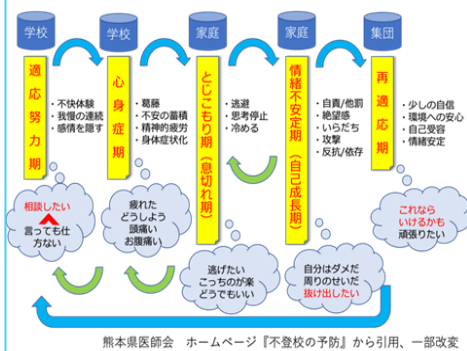 学校
学校
家庭
家庭
集団
適応努力期
・不快体験
・我慢の連続
・感情を隠す
心身症期
・葛藤
・不安の蓄積
・精神的疲労
・身体症状化
とじこもり期（息切れ期）
・逃避
・思考停止
・冷める
情緒不安定期（自己成長期）
・自責/他罰
・絶望感
・いらだち
・攻撃
・反抗/依存
再適応期
・少しの自信
・環境への安心
・自己受容
・情緒安定
相談したい
言っても仕
方ない
疲れた
どうしよう
頭痛い
お腹痛い
逃げたい
こっちのが楽
どうでもいい
自分はダメだ
周りのせいだ
抜け出したい
これなら
いけるかも
頑張りたい
熊本県医師会　ホームページ『不登校の予防』から引用、一部改変